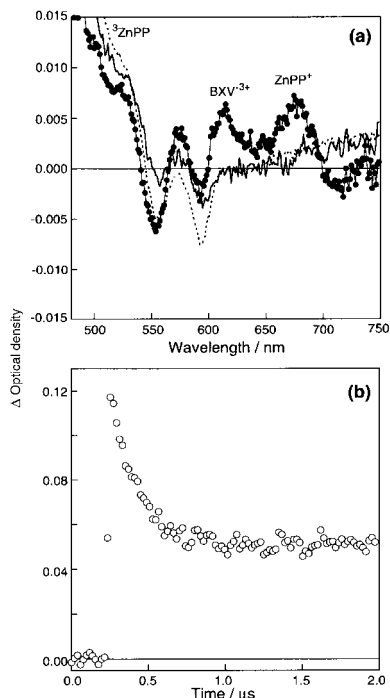 0.015
³ZnPP
(a)
0.010
BXV⁻³⁺
ZnPP⁺
0.005
0.000
-0.005
-0.010
-0.015
500 550 600 650 700 750
Wavelength / nm
Δ Optical density
0.12
(b)
0.08
0.04
0.00
0.0 0.5 1.0 1.5 2.0
Time / μs